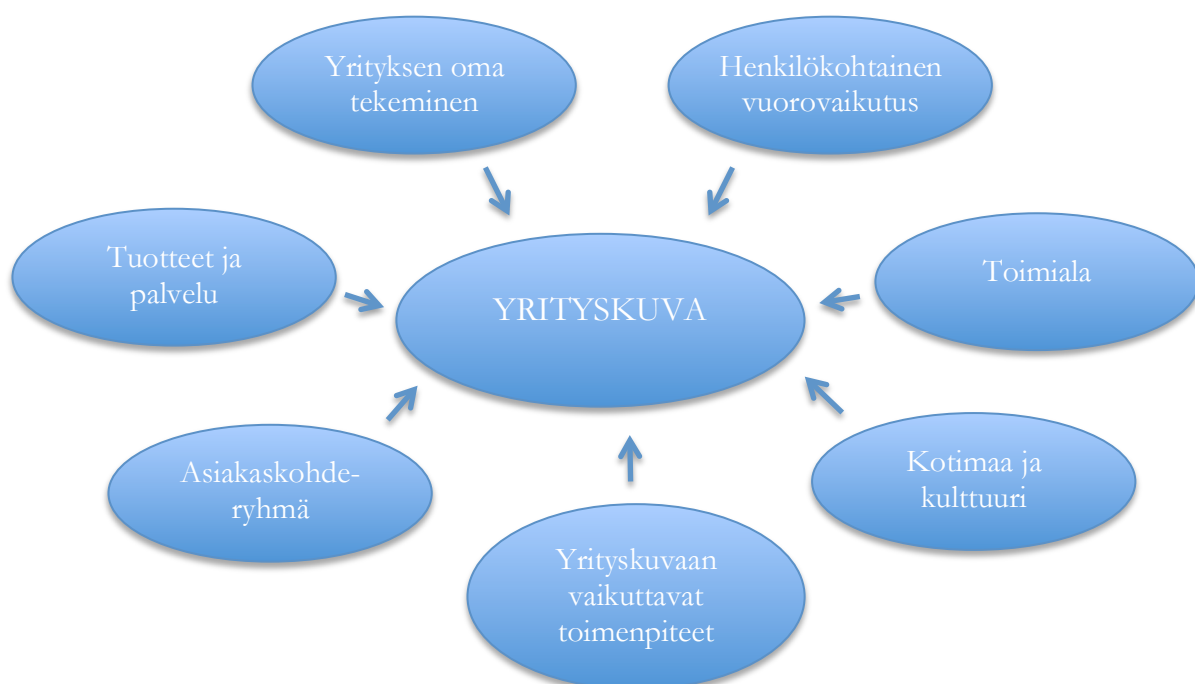 Yrityksen oma
tekeminen
Henkilökohtainen
vuorovaikutus
Tuotteet ja
palvelu
Toimiala
YRITYSKUVA
Asiakaskohde-
ryhmä
Kotimaa ja
kulttuuri
Yrityskuvaan
vaikuttavat
toimenpiteet